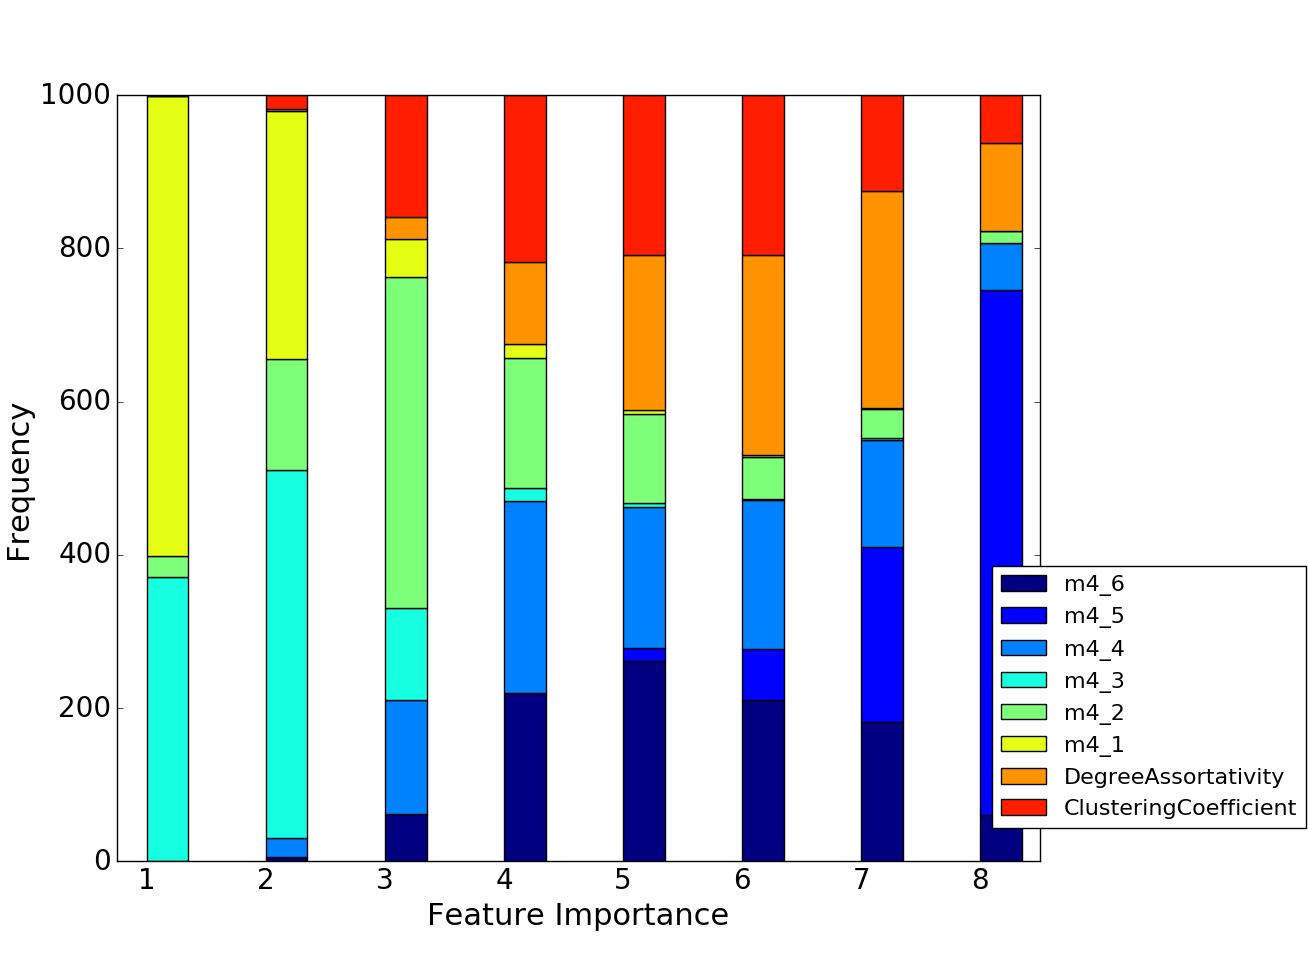 1000
800
600
400
200
0
Frequency
1 2 3 4 5 6 7 8
Feature Importance
m4_6
m4_5
m4_4
m4_3
m4_2
m4_1
DegreeAssortativity
ClusteringCoefficient